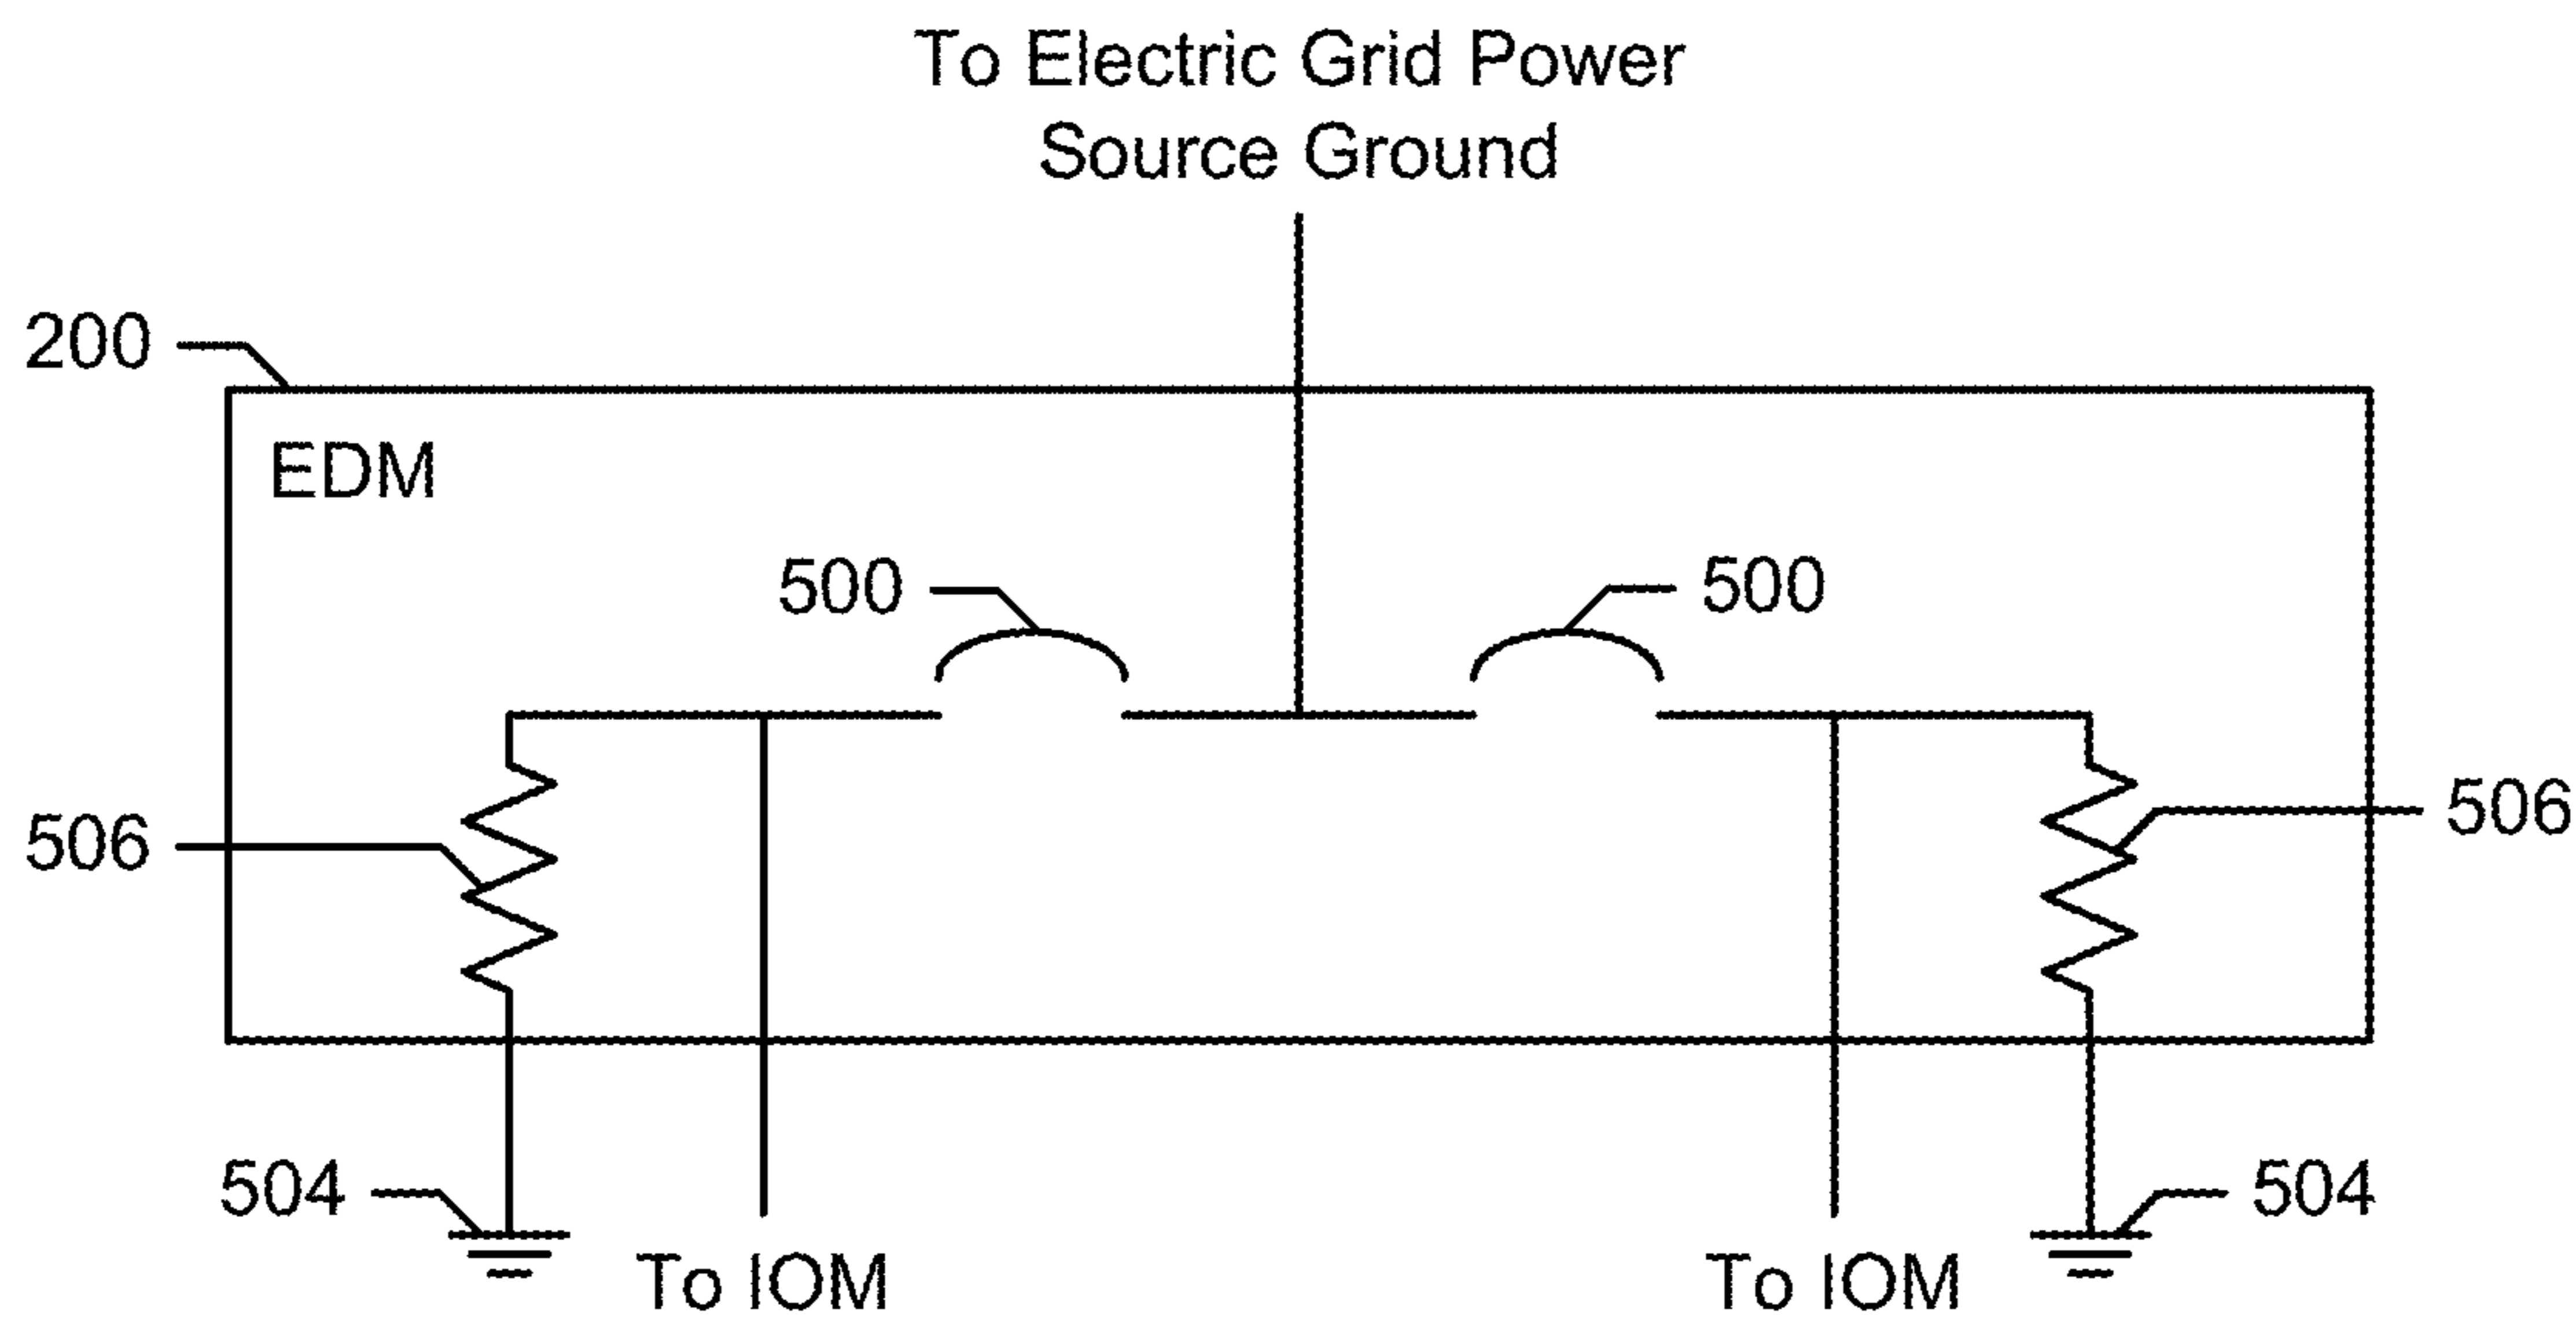 To Electric Grid Power
Source Ground
200
EDM
500
500
506
506
504
504
To IOM
To IOM